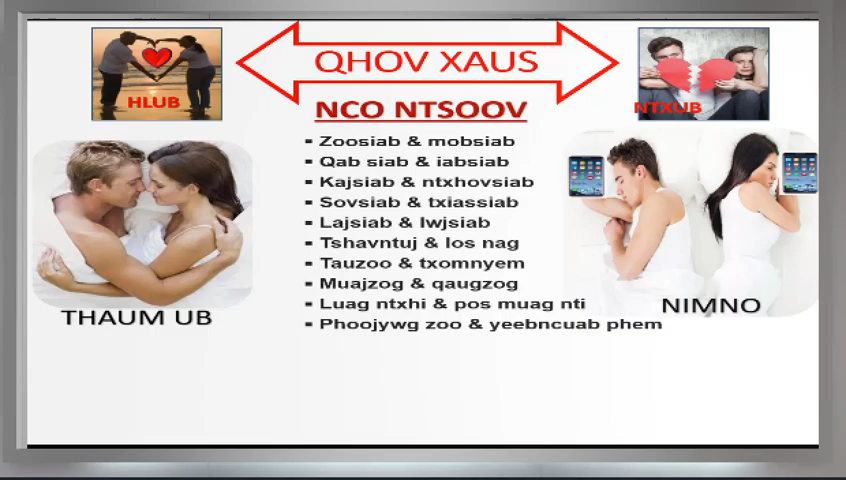 QHOV XAUS
HLUB
NTXUB
NCO NTSOOV
▪ Zoosiab & mobsiab
▪ Qab siab & iabsiab
▪ Kajsiab & ntxhovsiab
▪ Sovsiab & txiassiab
▪ Lajsiab & lwjsiab
▪ Tshavntuj & los nag
▪ Tauzoo & txomnyem
▪ Muajzog & qaugzog
▪ Luag ntxhi & pos muag nti
▪ Phoojywg zoo & yeebncuab phem
THAUM UB
NIMNO